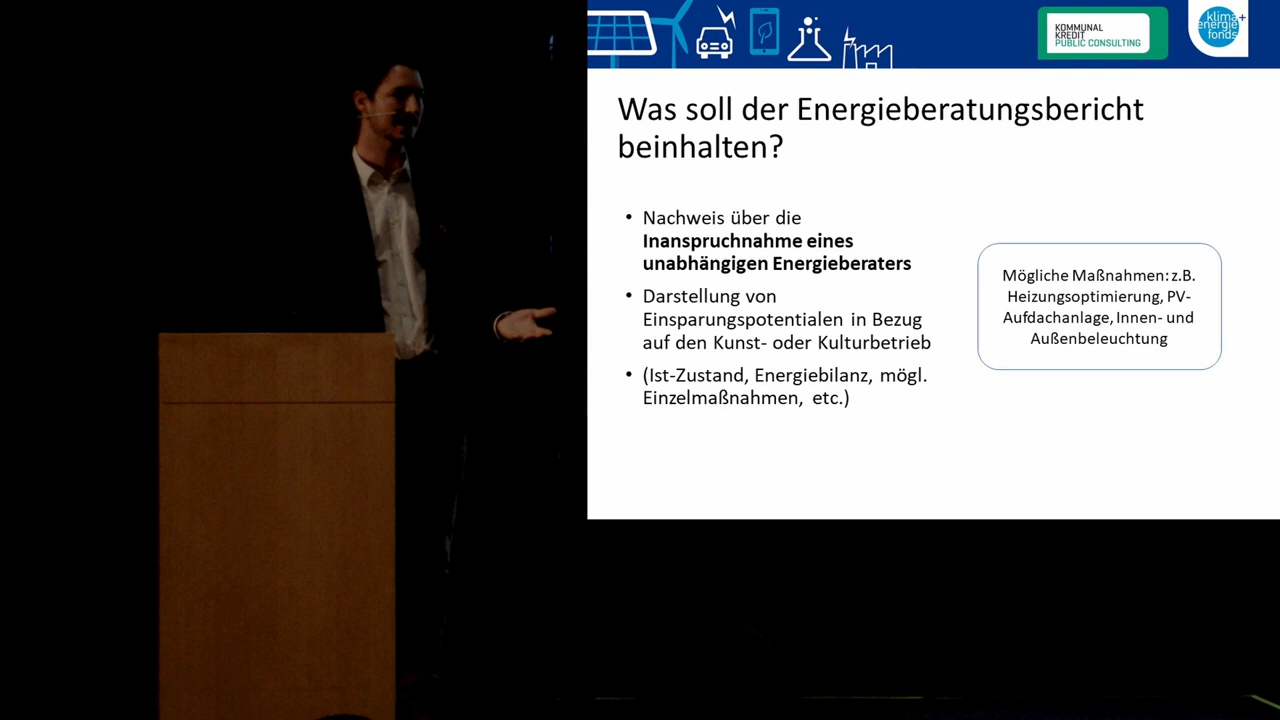 KOMMUNAL
KREDIT
PUBLIC CONSULTING
klima+
energie
fonds
Was soll der Energieberatungsbericht
beinhalten?
• Nachweis über die
Inanspruchnahme eines
unabhängigen Energieberaters
• Darstellung von
Einsparungspotentialen in Bezug
auf den Kunst- oder Kulturbetrieb
• (Ist-Zustand, Energiebilanz, mögl.
Einzelmaßnahmen, etc.)
Mögliche Maßnahmen: z.B.
Heizungsoptimierung, PV-
Aufdachanlage, Innen- und
Außenbeleuchtung